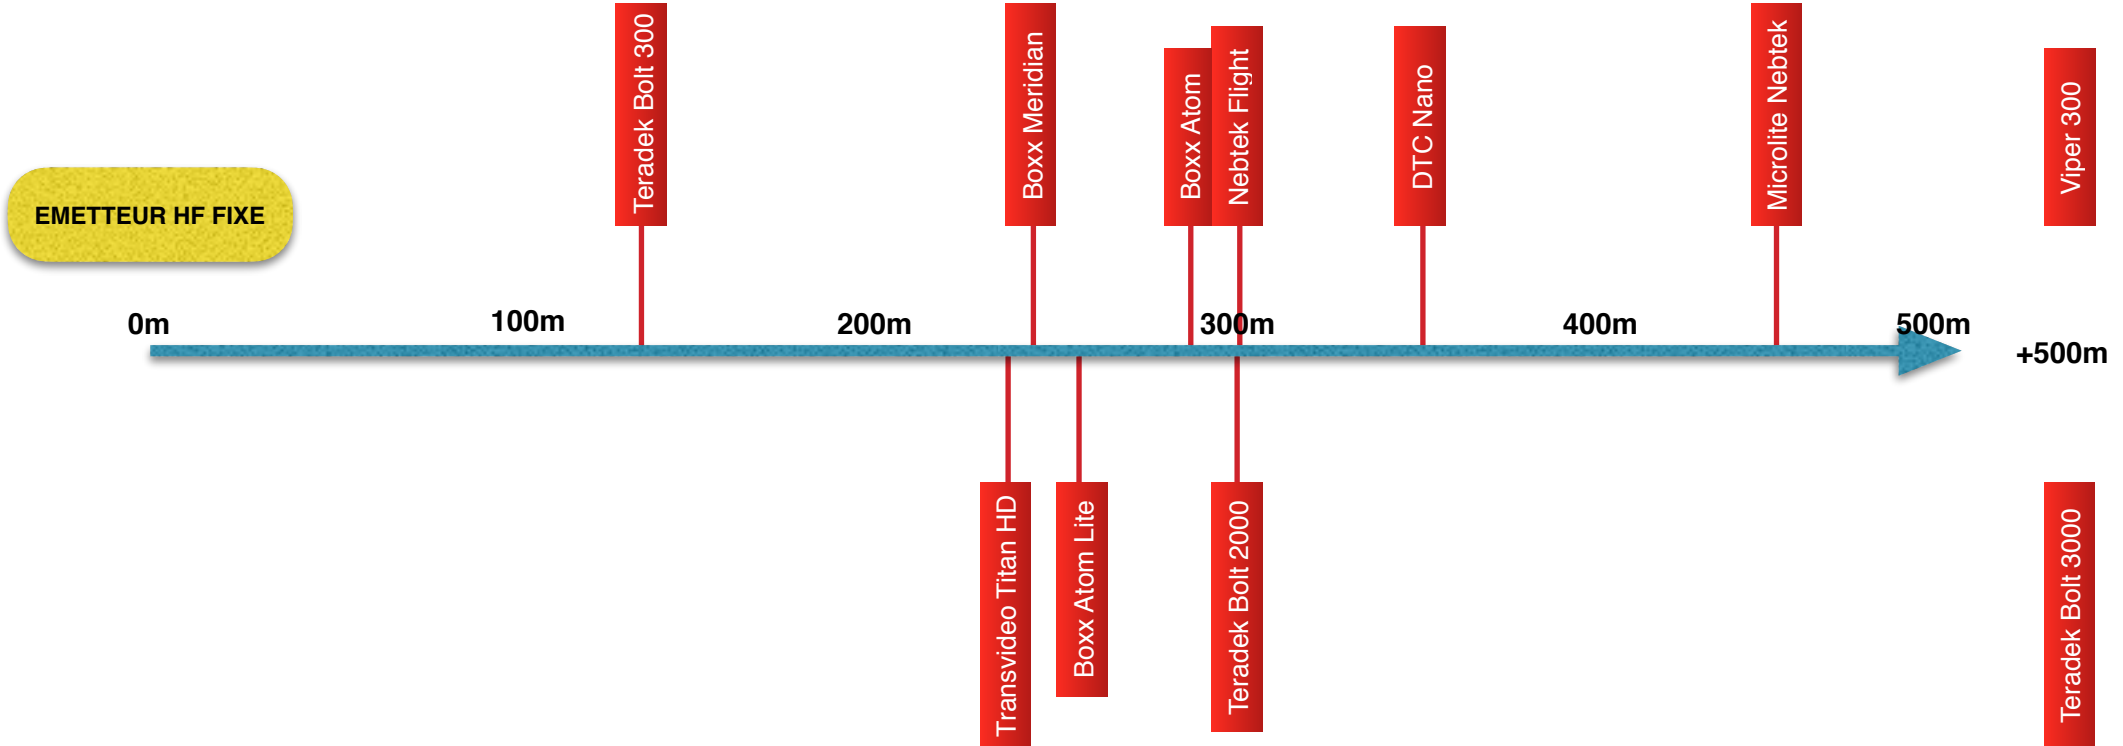 Teradek Bolt 300
Boxx Meridian
Boxx Atom
Nebtek Flight
DTC Nano
Microlite Nebtek
Viper 300
EMETTEUR HF FIXE
0m
100m
200m
300m
400m
500m
+500m
Transvideo Titan HD
Boxx Atom Lite
Teradek Bolt 2000
Teradek Bolt 3000